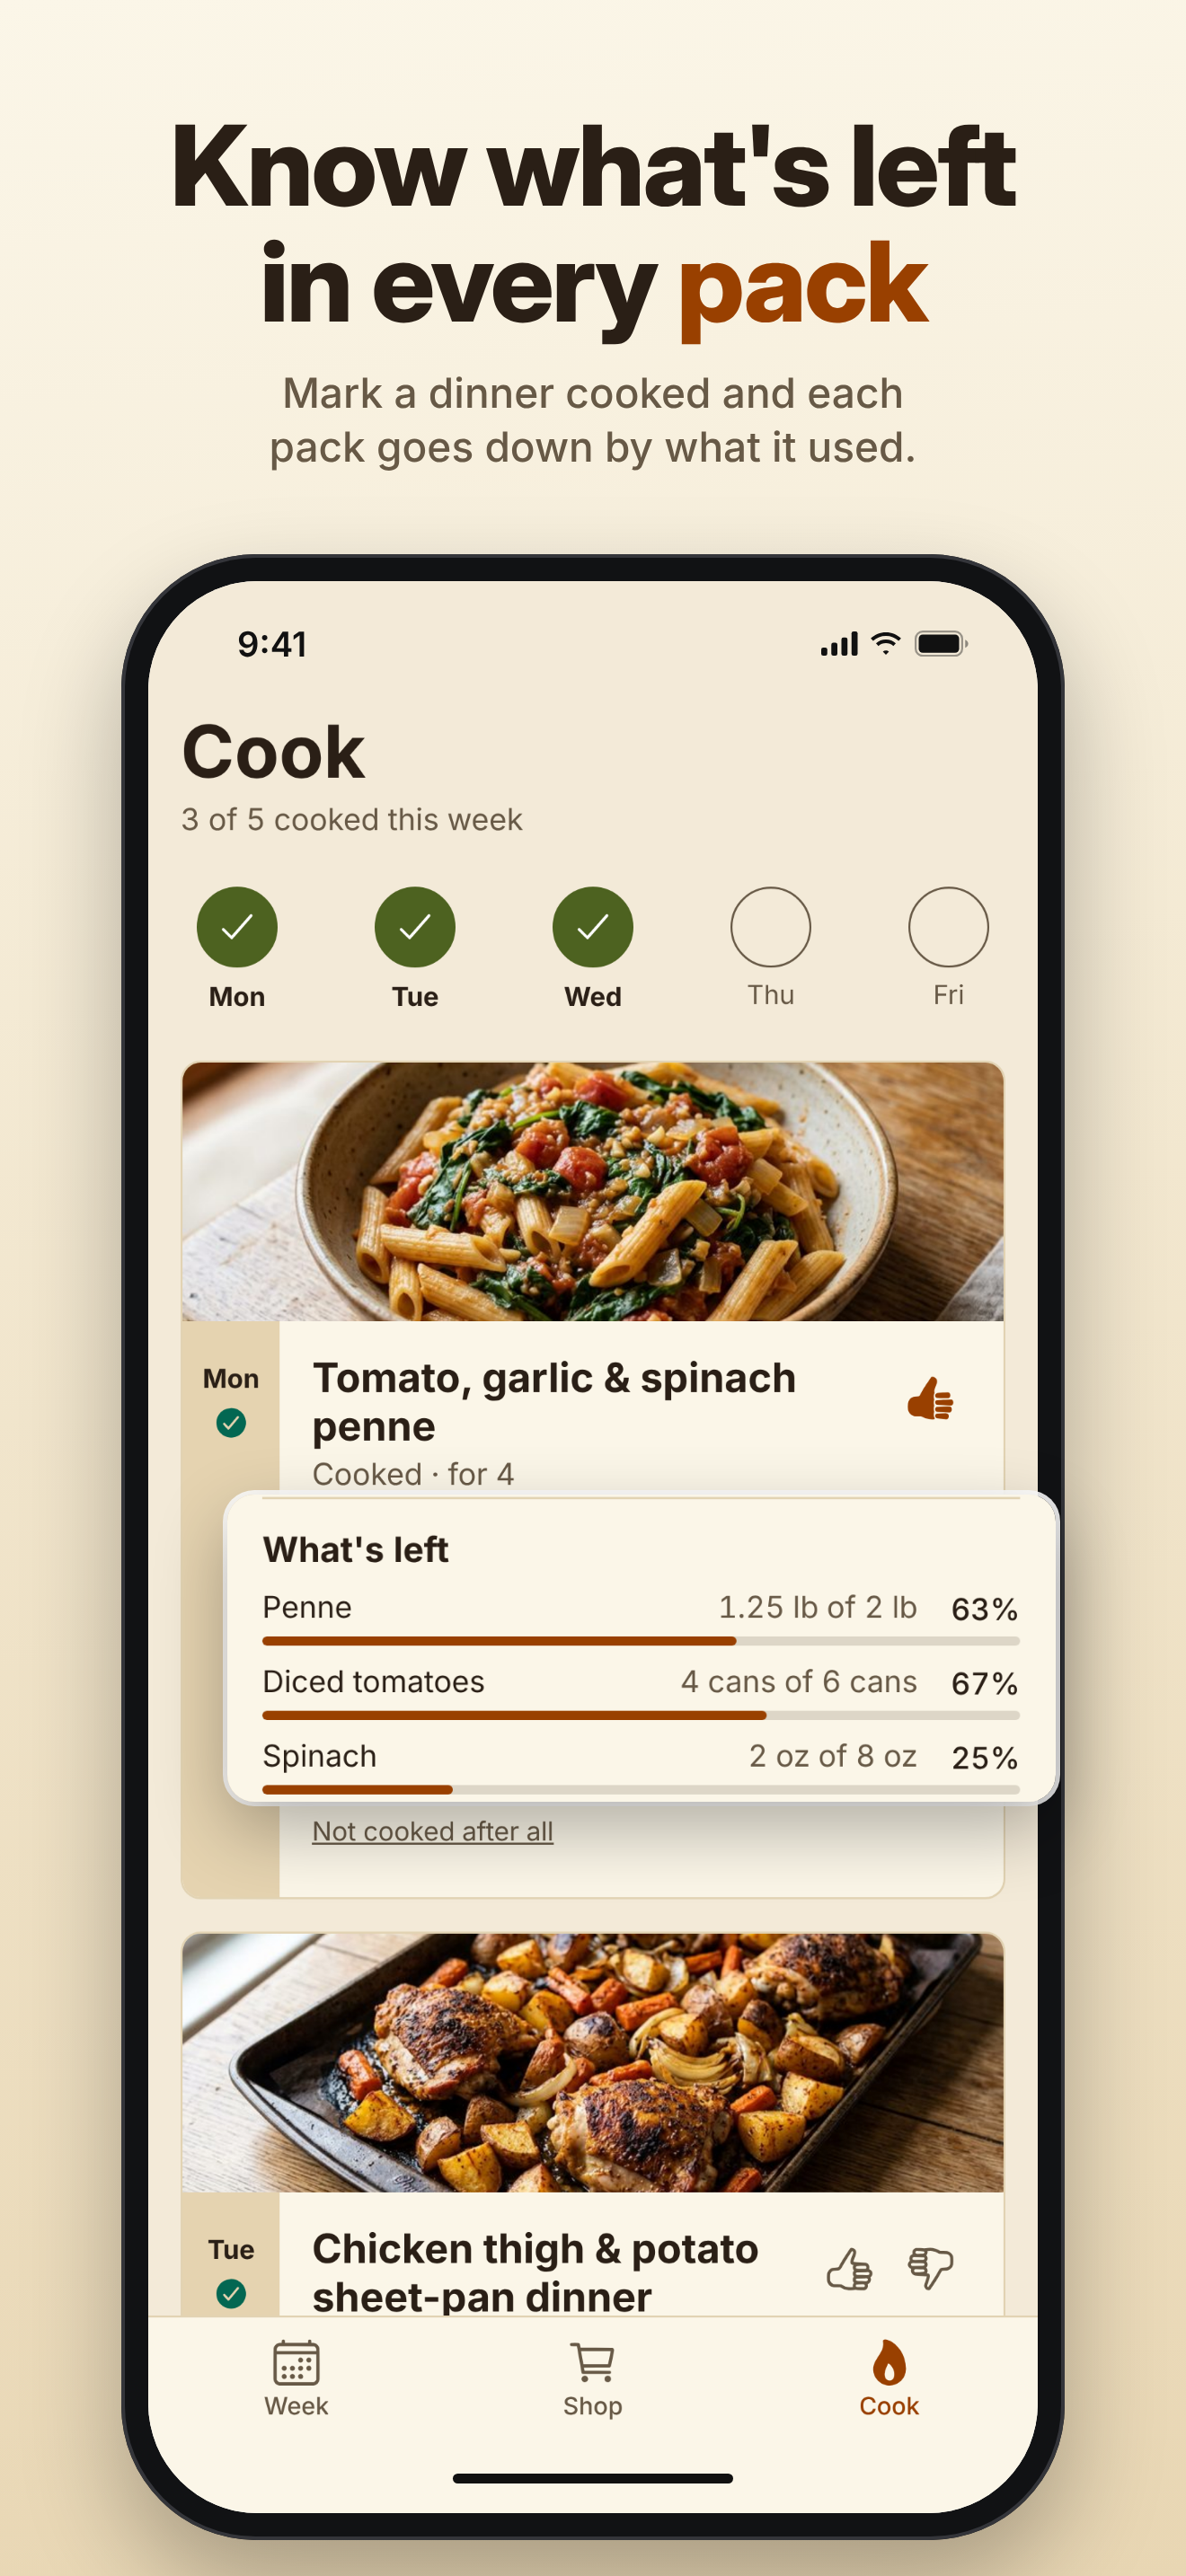 Know what's left
in every pack
Mark a dinner cooked and each
pack goes down by what it used.
9:41
Cook
3 of 5 cooked this week
Mon Tue Wed Thu Fri
Mon
Tomato, garlic & spinach
penne
Cooked · for 4
What's left
Penne 1.25 lb of 2 lb 63%
Diced tomatoes 4 cans of 6 cans 67%
Spinach 2 oz of 8 oz 25%
Not cooked after all
Tue
Chicken thigh & potato
sheet-pan dinner
Week Shop Cook